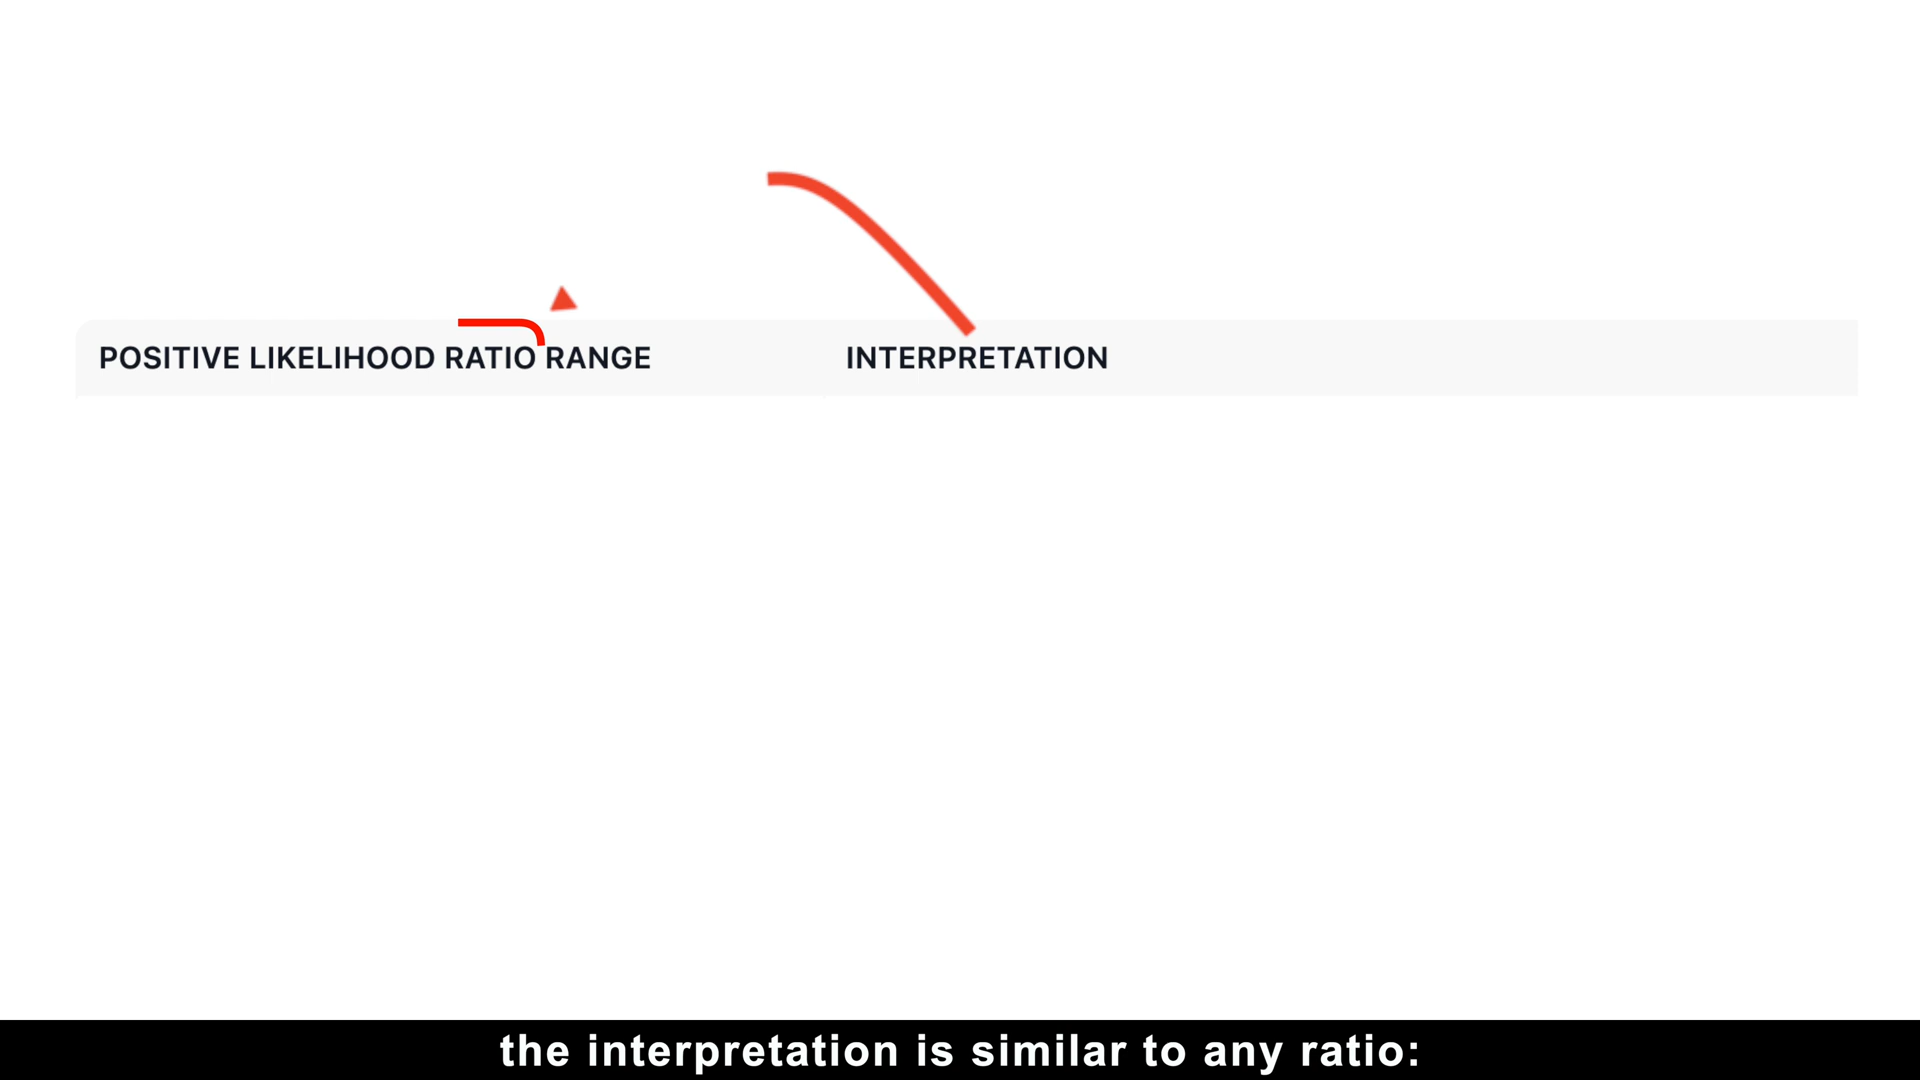 POSITIVE LIKELIHOOD RATIO RANGE INTERPRETATION
the interpretation is similar to any ratio: